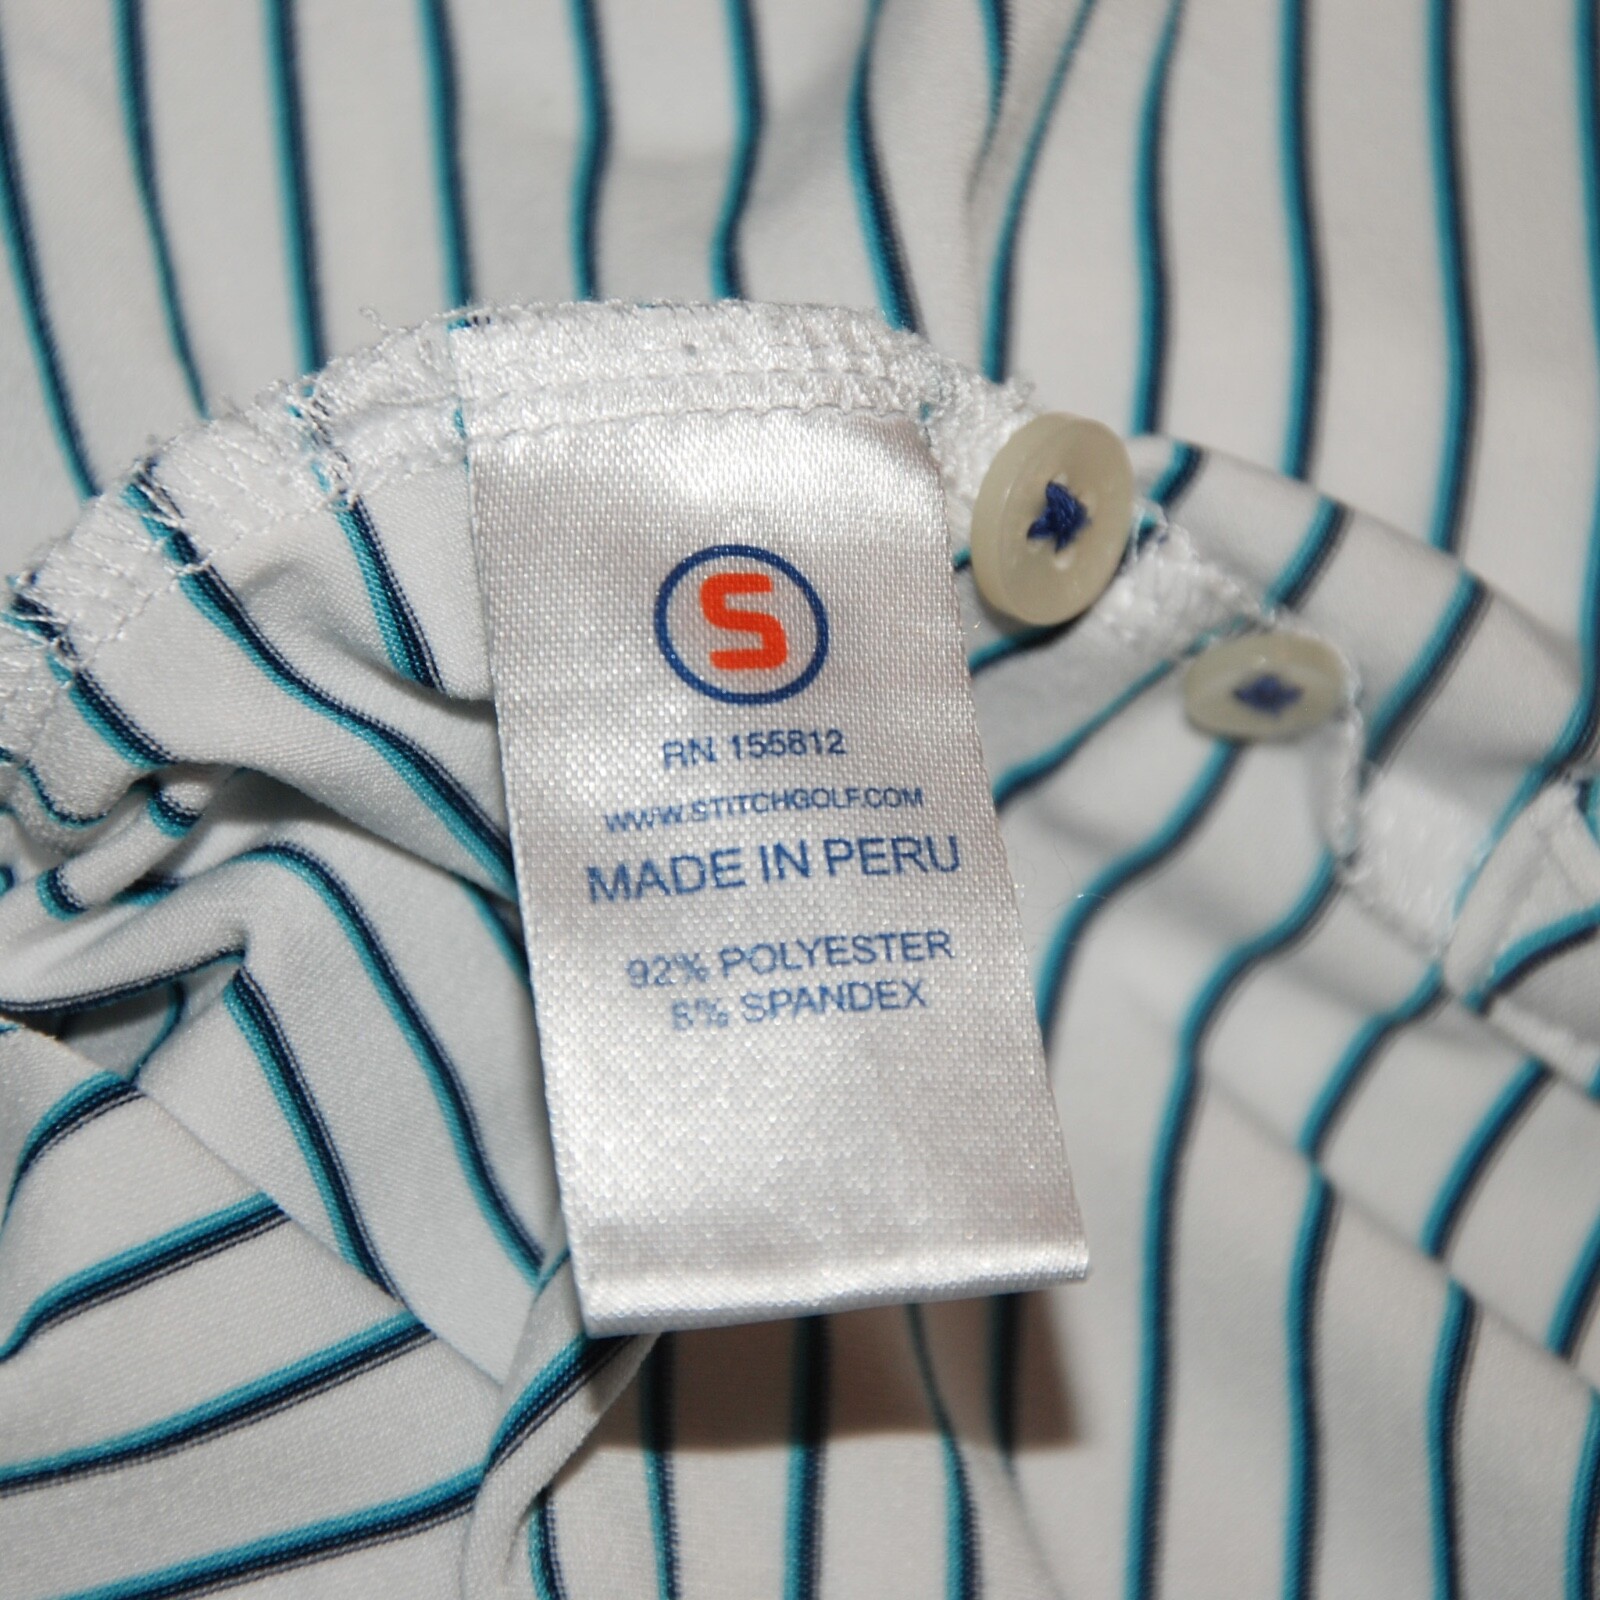 S
RN 155812
WWW.STITCHGOLF.COM
MADE IN PERU
92% POLYESTER
8% SPANDEX